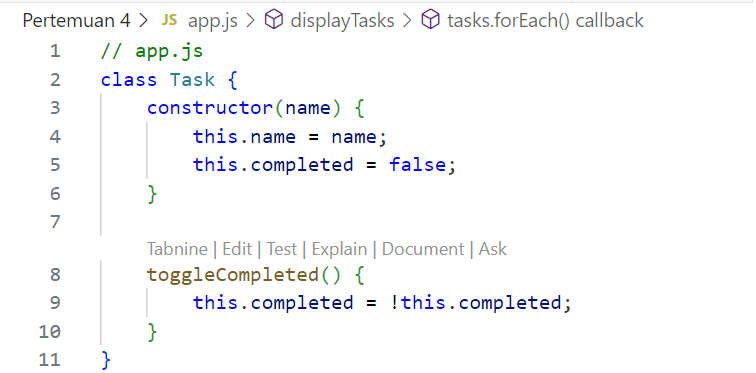 Pertemuan 4 > JS app.js > displayTasks > tasks.forEach() callback
1 // app.js
2 class Task {
3     constructor(name) {
4         this.name = name;
5         this.completed = false;
6     }
7
Tabnine | Edit | Test | Explain | Document | Ask
8     toggleCompleted() {
9         this.completed = !this.completed;
10     }
11 }